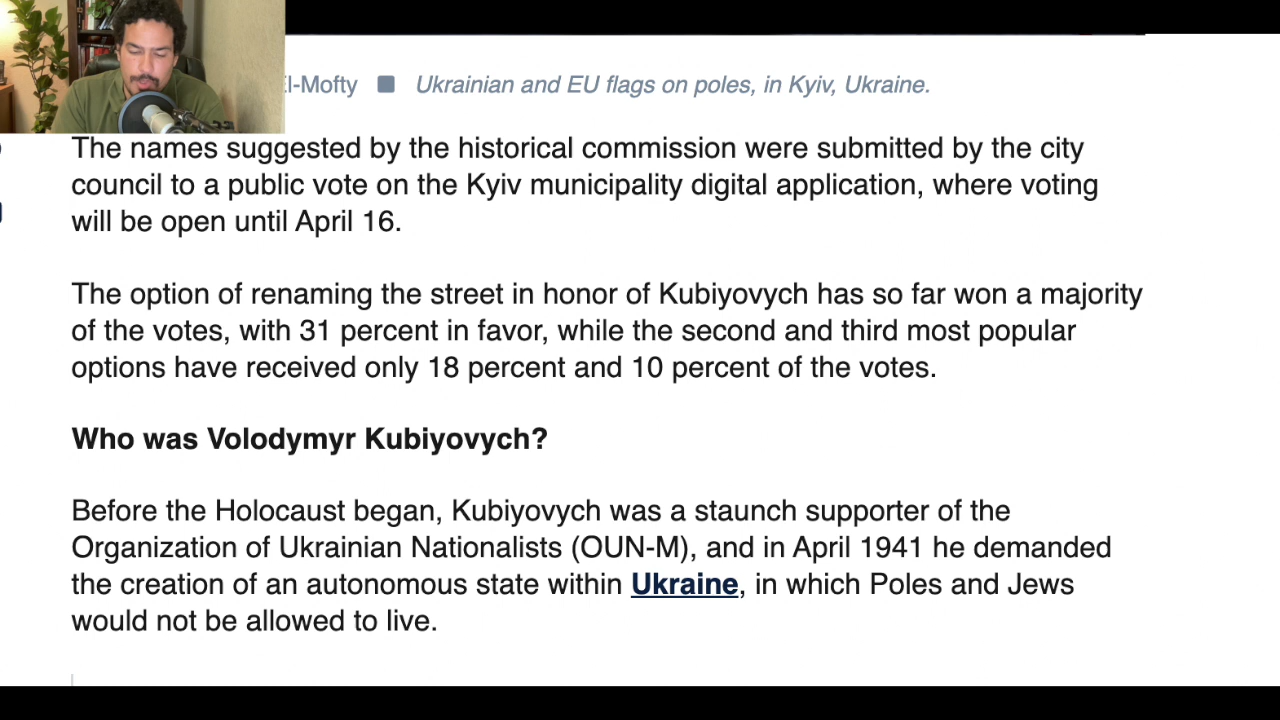 El-Mofty Ukrainian and EU flags on poles, in Kyiv, Ukraine.
The names suggested by the historical commission were submitted by the city
council to a public vote on the Kyiv municipality digital application, where voting
will be open until April 16.
The option of renaming the street in honor of Kubiyovych has so far won a majority
of the votes, with 31 percent in favor, while the second and third most popular
options have received only 18 percent and 10 percent of the votes.
Who was Volodymyr Kubiyovych?
Before the Holocaust began, Kubiyovych was a staunch supporter of the
Organization of Ukrainian Nationalists (OUN-M), and in April 1941 he demanded
the creation of an autonomous state within Ukraine, in which Poles and Jews
would not be allowed to live.